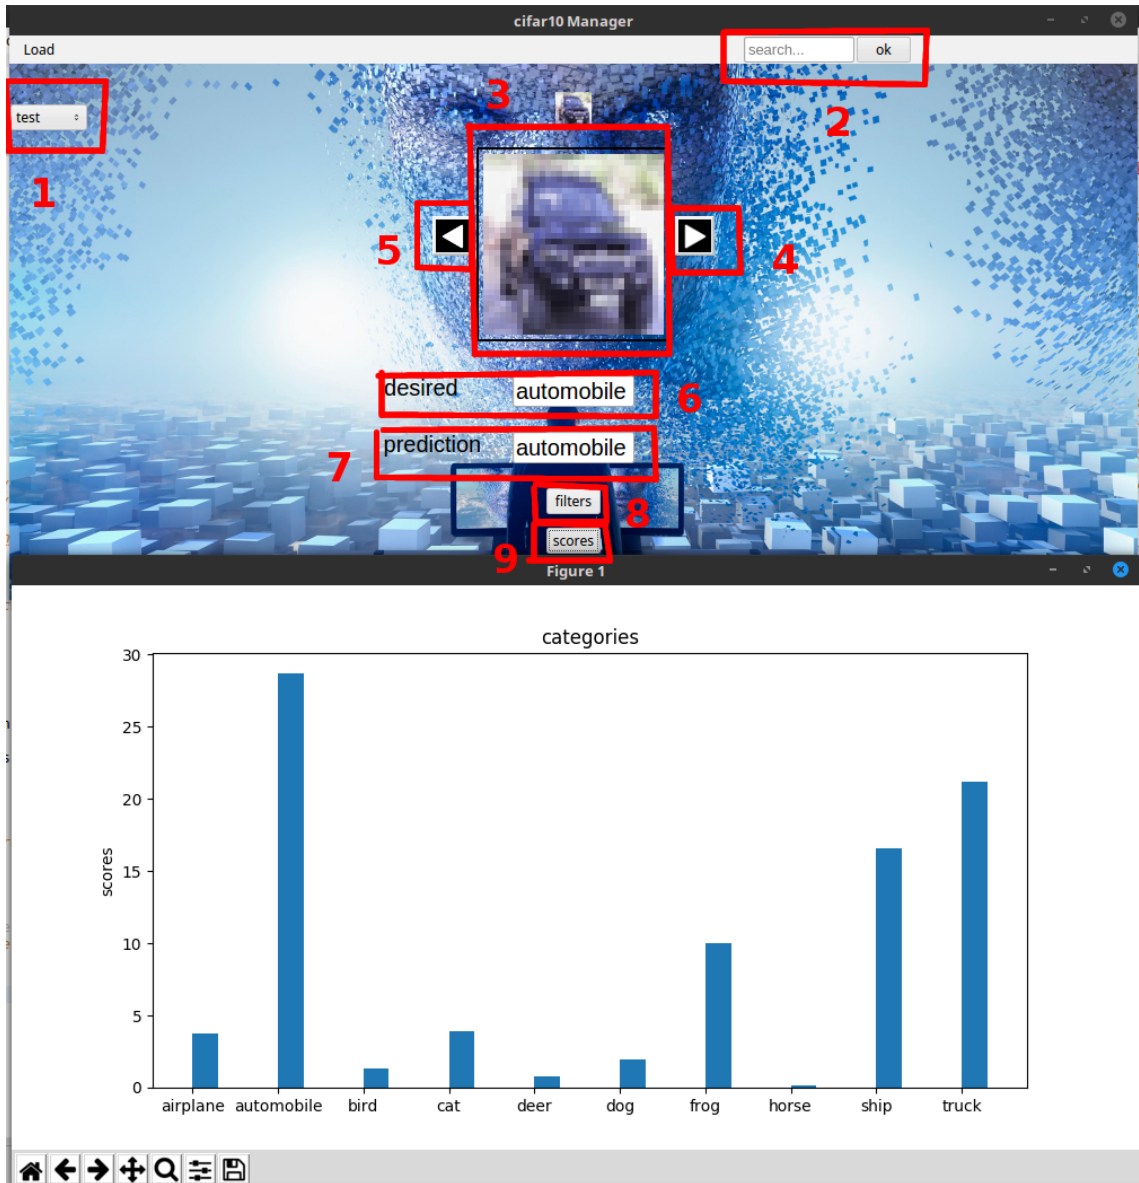 cifar10 Manager
Load
search... ok
2
3
test
1
5
4
desired automobile
6
prediction automobile
7
filters
8
scores
9
Figure 1
categories
30
25
20
15
10
5
0
scores
airplane automobile bird cat deer dog frog horse ship truck